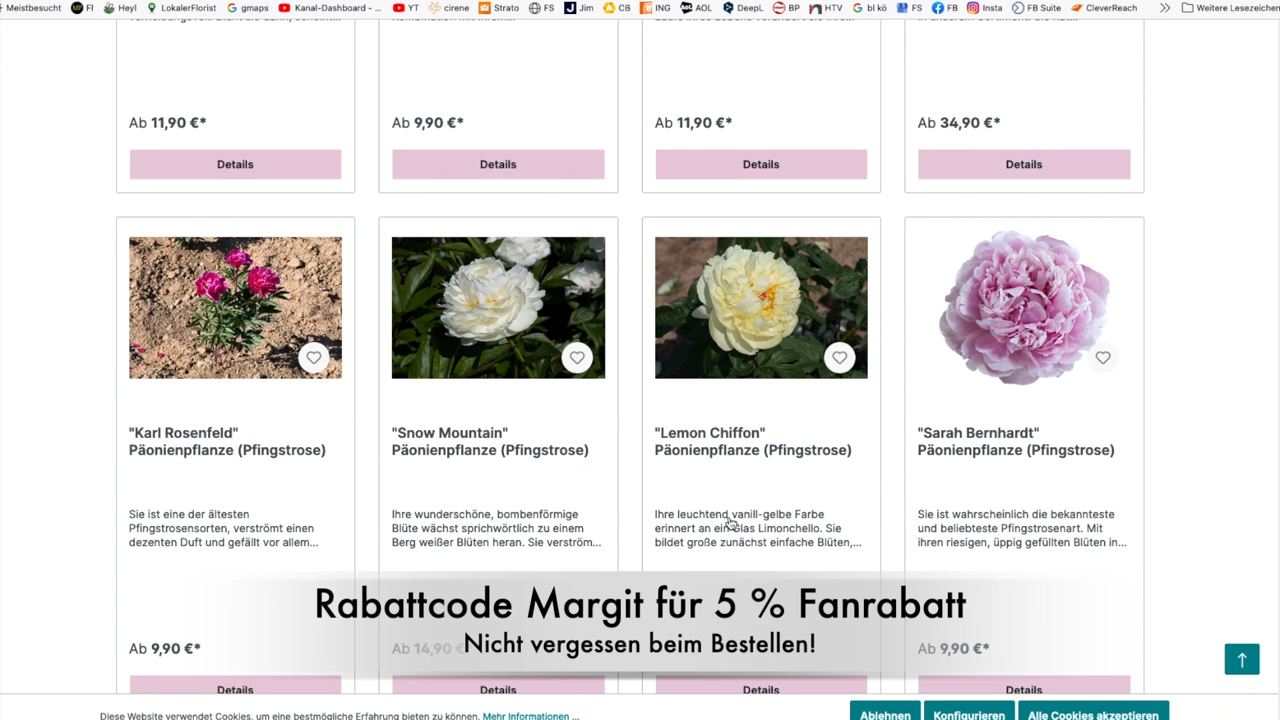 Meistbesucht FI Heyl LokalerFlorist gmaps Kanal-Dashboard - ... YT cirene Strato FS Jim CB ING AOL DeepL BP HTV bl kö FS FB Insta FB Suite CleverReach Weitere Lesezeichen
Ab 11,90 €* Ab 9,90 €* Ab 11,90 €* Ab 34,90 €*
Details Details Details Details
"Karl Rosenfeld"
Päonienpflanze (Pfingstrose)
Sie ist eine der ältesten
Pfingstrosensorten, verströmt einen
dezenten Duft und gefällt vor allem...
Ab 9,90 €*
Details
"Snow Mountain"
Päonienpflanze (Pfingstrose)
Ihre wunderschöne, bombenförmige
Blüte wächst sprichwörtlich zu einem
Berg weißer Blüten heran. Sie verström...
Ab 14,90 €
Details
"Lemon Chiffon"
Päonienpflanze (Pfingstrose)
Ihre leuchtend vanill-gelbe Farbe
erinnert an ein Glas Limonchello. Sie
bildet große zunächst einfache Blüten,...
Details
"Sarah Bernhardt"
Päonienpflanze (Pfingstrose)
Sie ist wahrscheinlich die bekannteste
und beliebteste Pfingstrosenart. Mit
ihren riesigen, üppig gefüllten Blüten in...
Ab 9,90 €*
Details
Rabattcode Margit für 5 % Fanrabatt
Nicht vergessen beim Bestellen!
Diese Website verwendet Cookies, um eine bestmögliche Erfahrung bieten zu können. Mehr Informationen ...
Ablehnen Konfigurieren Alle Cookies akzeptieren